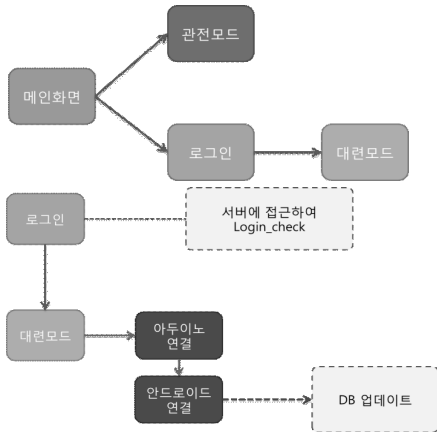 관전모드
메인화면
로그인
대련모드
로그인
서버에 접근하여
Login_check
대련모드
아두이노
연결
안드로이드
연결
DB 업데이트